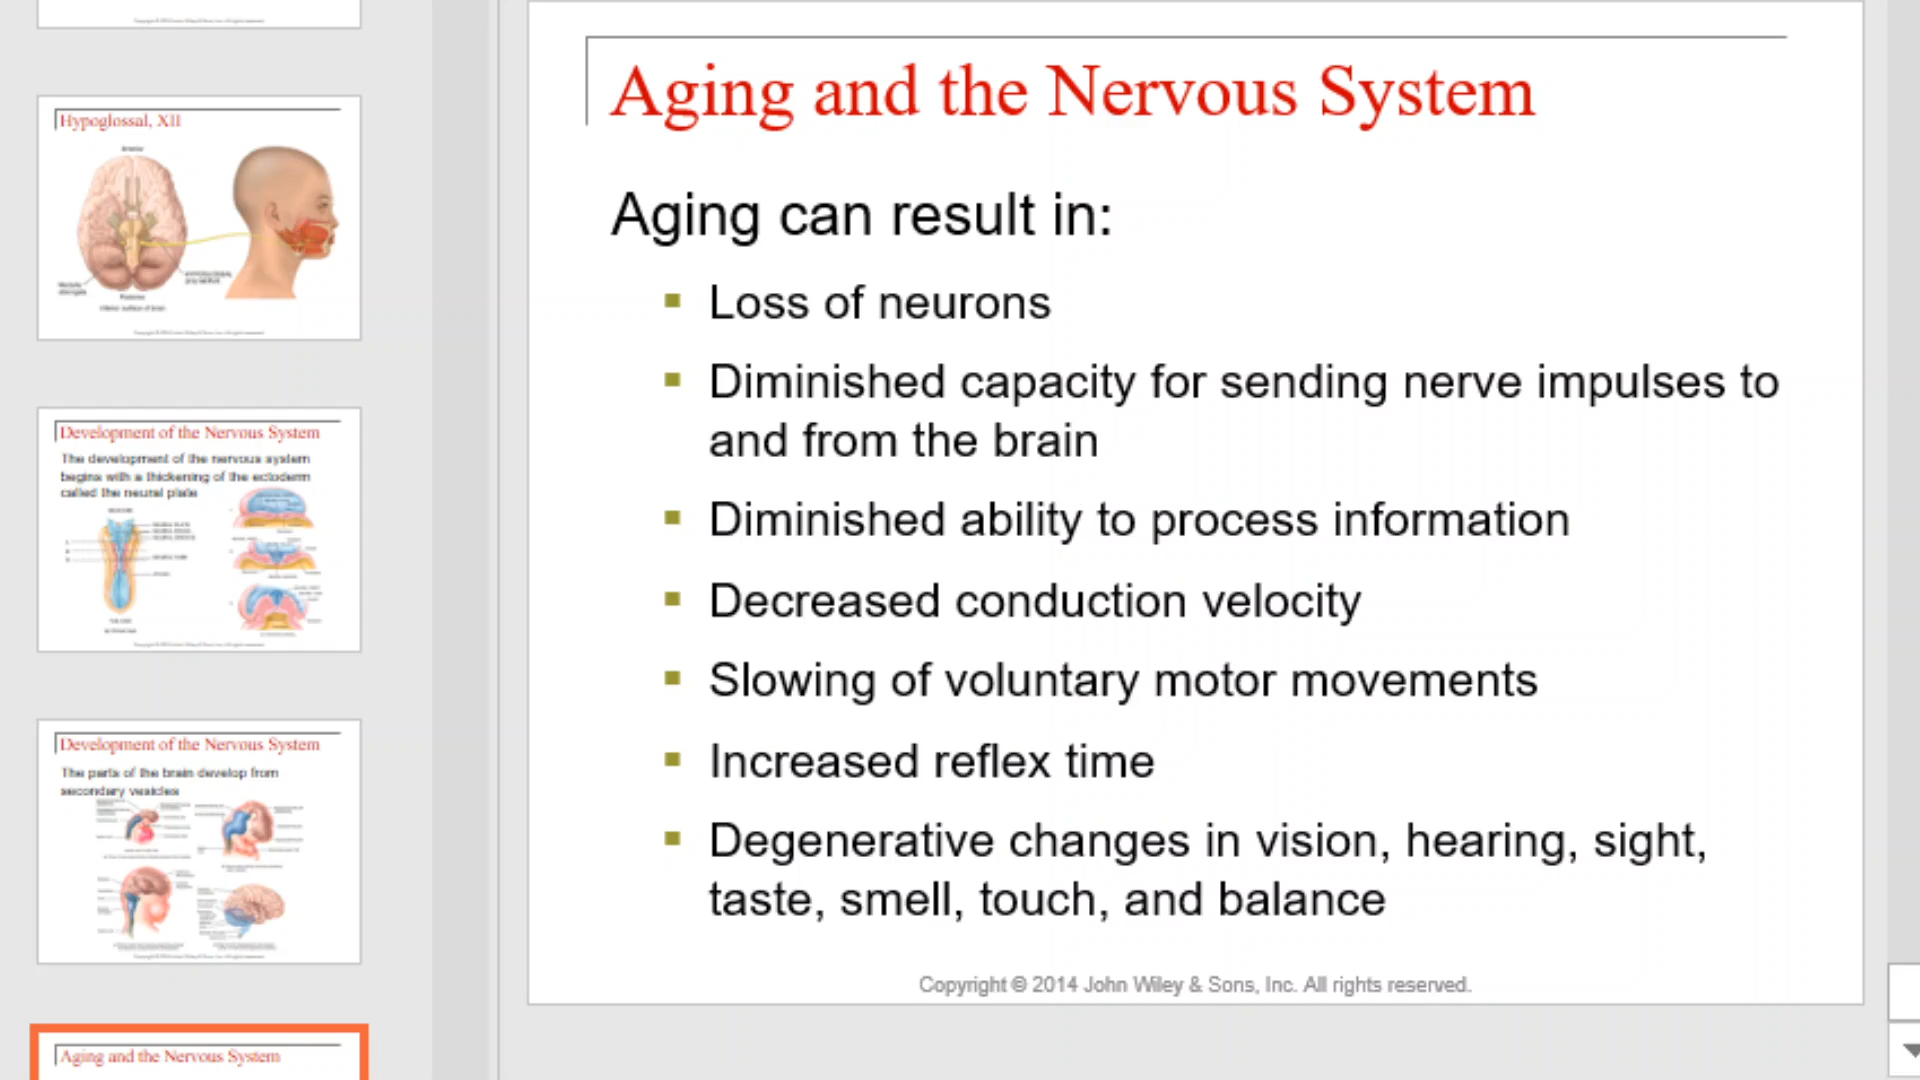 Hypoglossal, XII
Development of the Nervous System
The development of the nervous system
begins with a thickening of the ectoderm
called the neural plate
Development of the Nervous System
The parts of the brain develop from
secondary vesicles
Aging and the Nervous System
Aging and the Nervous System
Aging can result in:
Loss of neurons
Diminished capacity for sending nerve impulses to
and from the brain
Diminished ability to process information
Decreased conduction velocity
Slowing of voluntary motor movements
Increased reflex time
Degenerative changes in vision, hearing, sight,
taste, smell, touch, and balance
Copyright © 2014 John Wiley & Sons, Inc. All rights reserved.